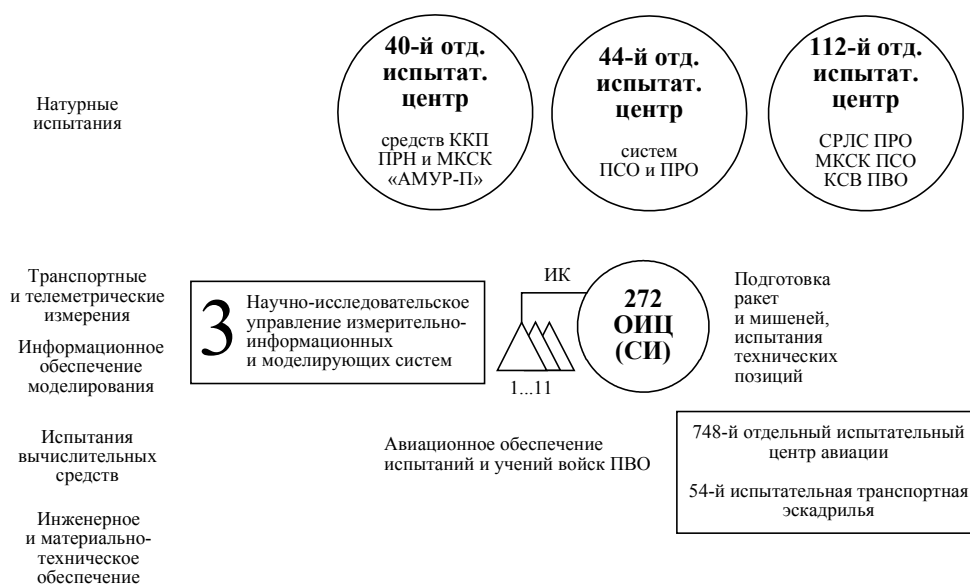 40-й отд.
испытат.
центр
средств ККП
ПРН и МКСК
«АМУР-П»
44-й отд.
испытат.
центр
систем
ПСО и ПРО
112-й отд.
испытат.
центр
СРЛС ПРО
МКСК ПСО
КСВ ПВО
Натурные
испытания
Транспортные
и телеметрические
измерения
Информационное
обеспечение
моделирования
3
Научно-исследовательское
управление измерительно-
информационных
и моделирующих систем
ИК
1...11
272
ОИЦ
(СИ)
Подготовка
ракет
и мишеней,
испытания
технических
позиций
Испытания
вычислительных
средств
Авиационное обеспечение
испытаний и учений войск ПВО
748-й отдельный испытательный
центр авиации
54-й испытательная транспортная
эскадрилья
Инженерное
и материально-
техническое
обеспечение